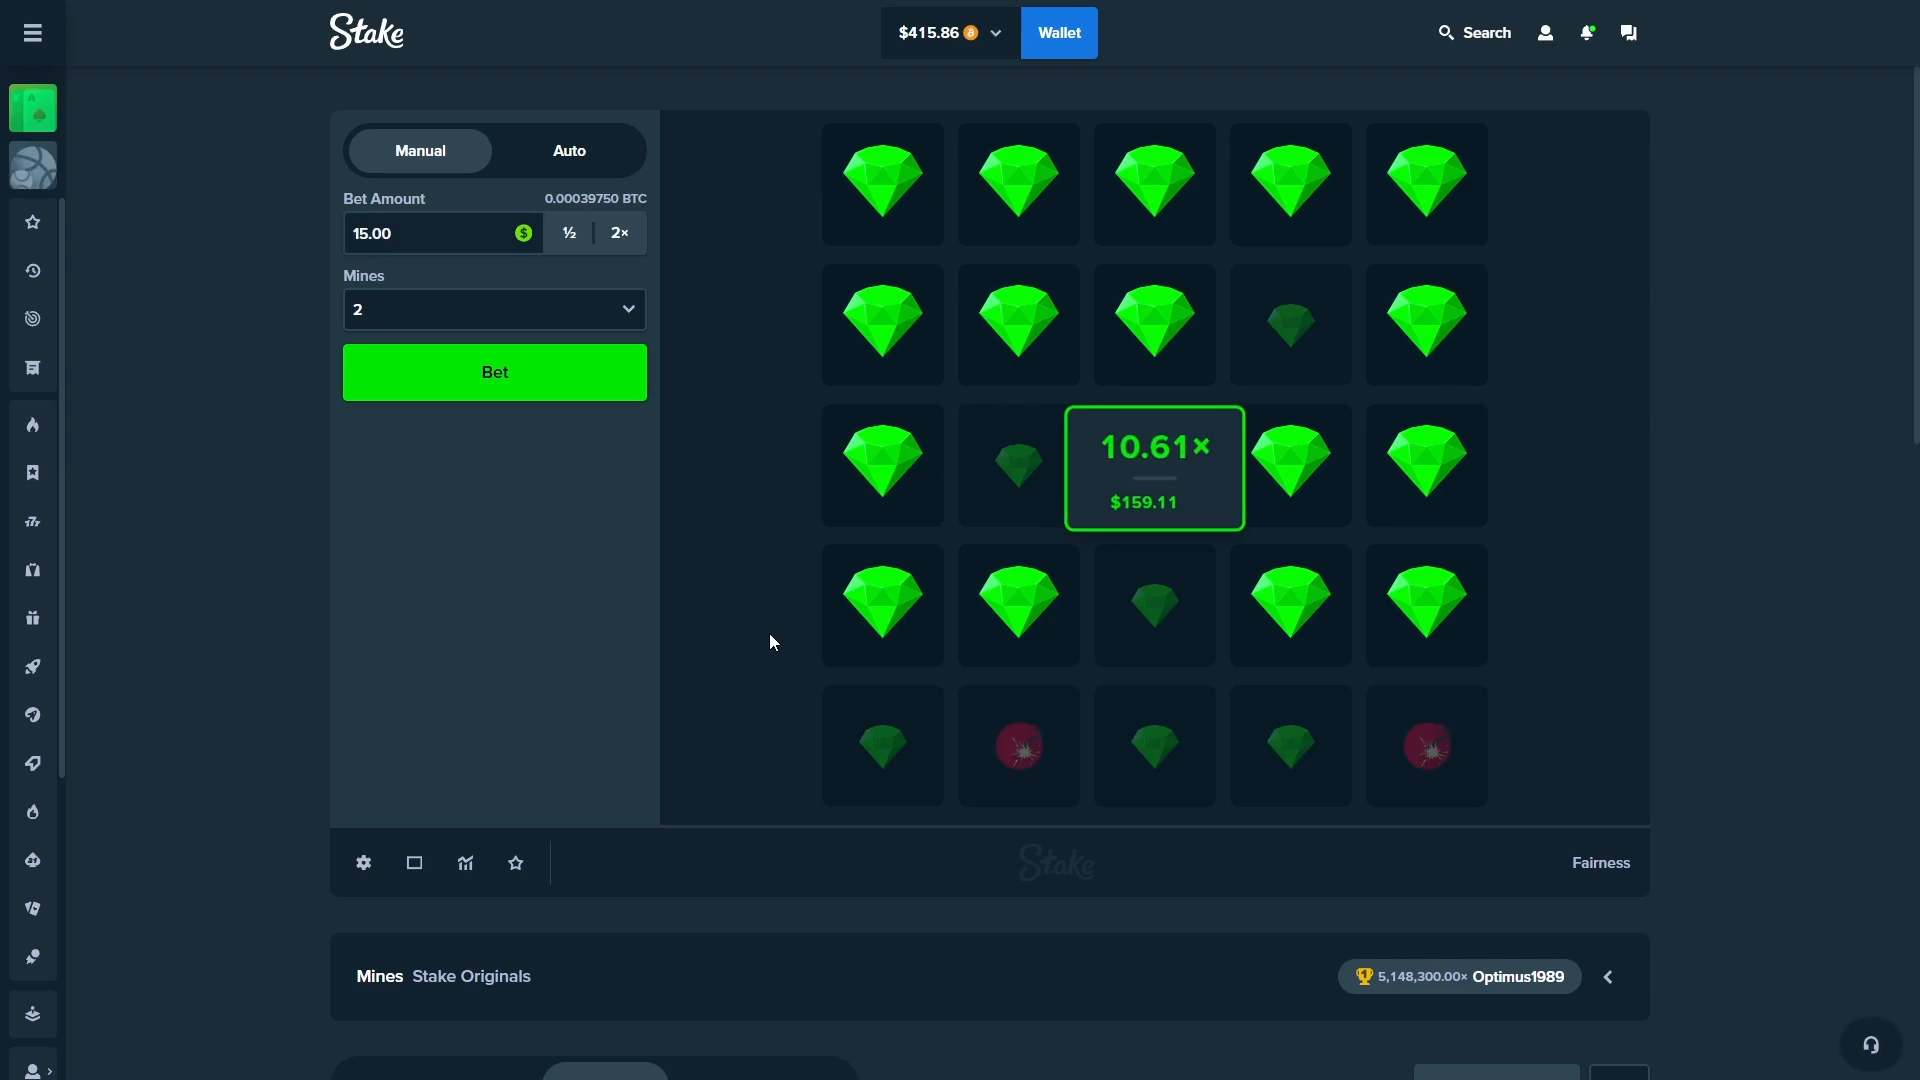 Stake
$415.86
Wallet
Search
Manual
Auto
Bet Amount
0.00039750 BTC
15.00
½
2×
Mines
2
Bet
10.61×
$159.11
Stake
Fairness
Mines Stake Originals
5,148,300.00× Optimus1989